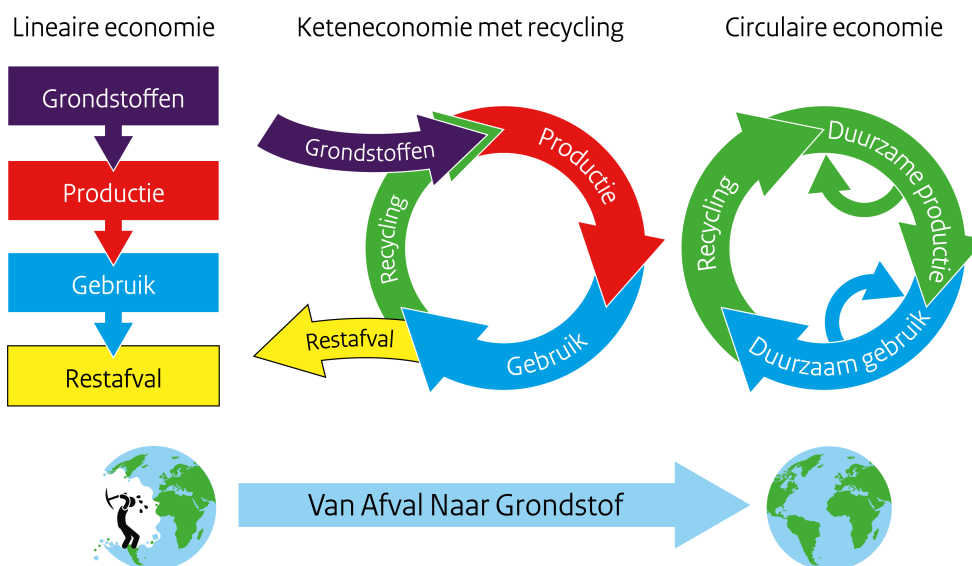 Lineaire economie
Keteneconomie met recycling
Circulaire economie
Grondstoffen
Productie
Gebruik
Restafval
Grondstoffen
Productie
Recycling
Restafval
Gebruik
Duurzame productie
Recycling
Duurzaam gebruik
Van Afval Naar Grondstof